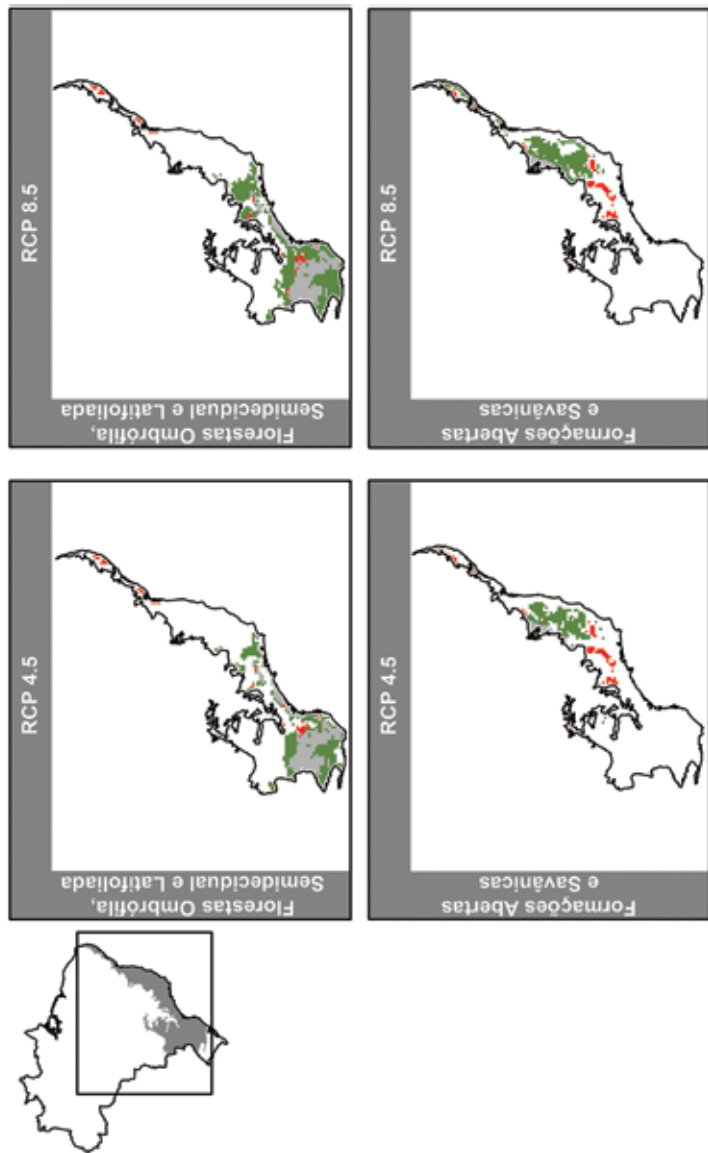 RCP 4.5
RCP 8.5
Florestas Ombrófila,
Semidecidual e Latifoliada
Florestas Ombrófila,
Semidecidual e Latifoliada
Formações Abertas
e Savânicas
Formações Abertas
e Savânicas